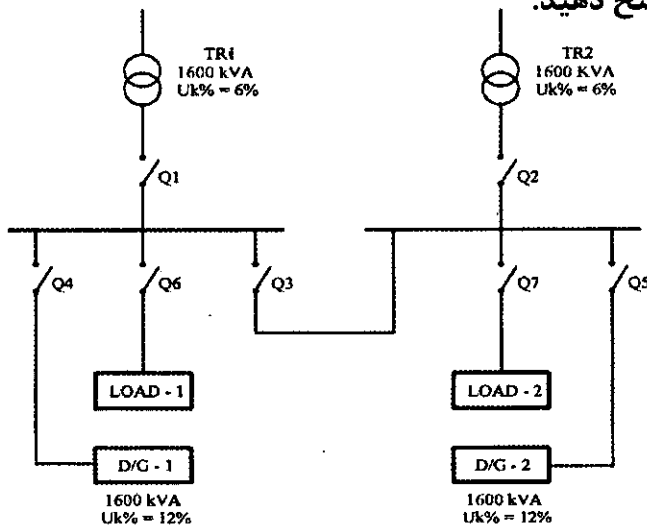 دهید.
TR1
1600 kVA
Uk% = 6%
TR2
1600 KVA
Uk% = 6%
Q1
Q2
Q4
Q6
Q3
Q7
Q5
LOAD - 1
LOAD - 2
D/G - 1
D/G - 2
1600 kVA
Uk% = 12%
1600 kVA
Uk% = 12%